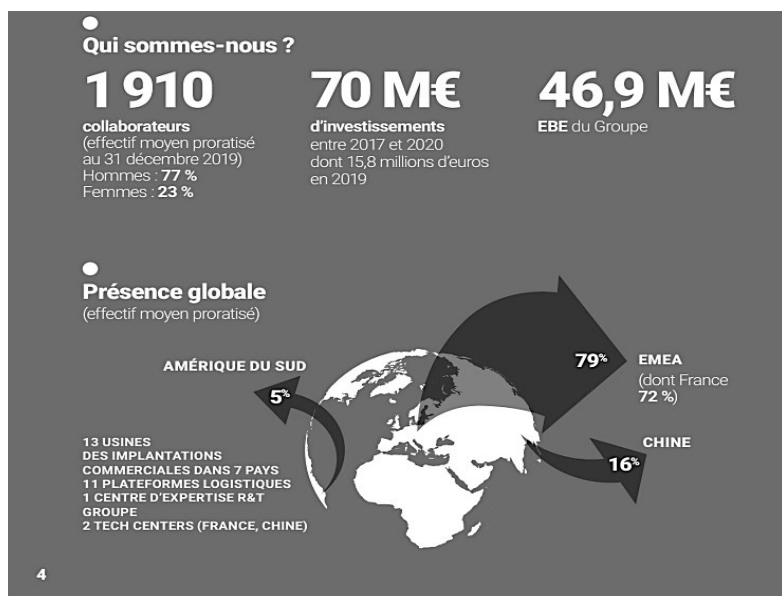 Qui sommes-nous ?
1 910
collaborateurs
(effectif moyen proratisé
au 31 décembre 2019)
Hommes : 77 %
Femmes : 23 %
70 M€
d'investissements
entre 2017 et 2020
dont 15,8 millions d'euros
en 2019
46,9 M€
EBE du Groupe
Présence globale
(effectif moyen proratisé)
AMÉRIQUE DU SUD
5%
79%
EMEA
(dont France
72 %)
CHINE
16%
13 USINES
DES IMPLANTATIONS
COMMERCIALES DANS 7 PAYS
11 PLATEFORMES LOGISTIQUES
1 CENTRE D'EXPERTISE R&T
GROUPE
2 TECH CENTERS (FRANCE, CHINE)
4